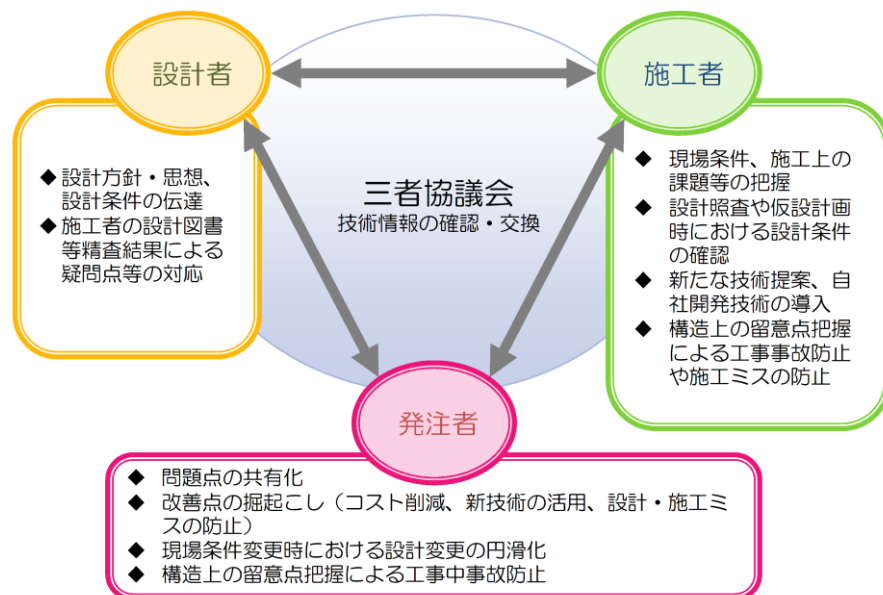 設計者
施工者
◆設計方針・思想、
設計条件の伝達
◆施工者の設計図書
等精査結果による
疑問点等の対応
三者協議会
技術情報の確認・交換
◆ 現場条件、施工上の
課題等の把握
◆ 設計照査や仮設計画
時における設計条件
の確認
◆ 新たな技術提案、自
社開発技術の導入
◆ 構造上の留意点把握
による工事事故防止
や施工ミスの防止
発注者
◆ 問題点の共有化
◆ 改善点の掘起こし（コスト削減、新技術の活用、設計・施工ミ
スの防止）
◆ 現場条件変更時における設計変更の円滑化
◆ 構造上の留意点把握による工事中事故防止